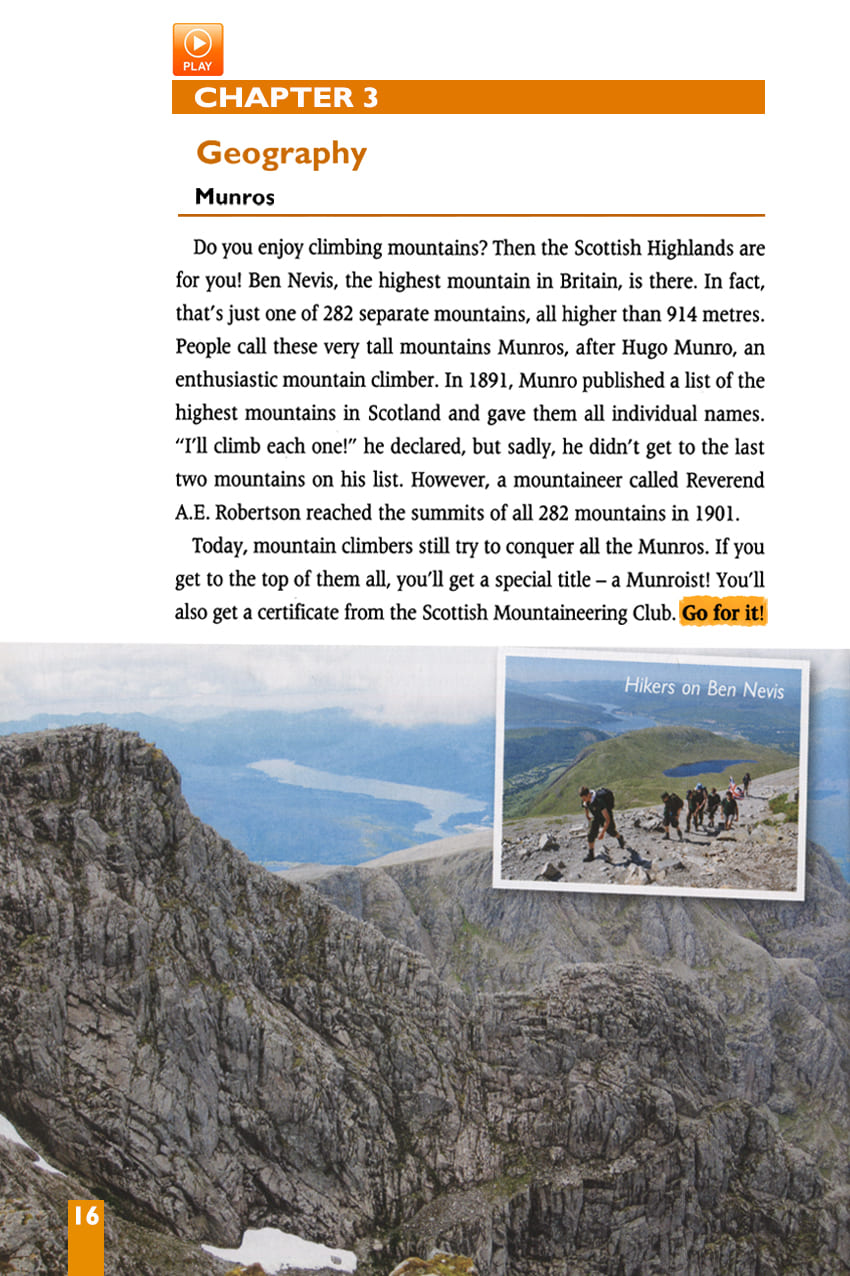 PLAY
CHAPTER 3
Geography
Munros
Do you enjoy climbing mountains? Then the Scottish Highlands are
for you! Ben Nevis, the highest mountain in Britain, is there. In fact,
that's just one of 282 separate mountains, all higher than 914 metres.
People call these very tall mountains Munros, after Hugo Munro, an
enthusiastic mountain climber. In 1891, Munro published a list of the
highest mountains in Scotland and gave them all individual names.
“I'll climb each one!” he declared, but sadly, he didn't get to the last
two mountains on his list. However, a mountaineer called Reverend
A.E. Robertson reached the summits of all 282 mountains in 1901.
Today, mountain climbers still try to conquer all the Munros. If you
get to the top of them all, you'll get a special title – a Munroist! You'll
also get a certificate from the Scottish Mountaineering Club. Go for it!
Hikers on Ben Nevis
16